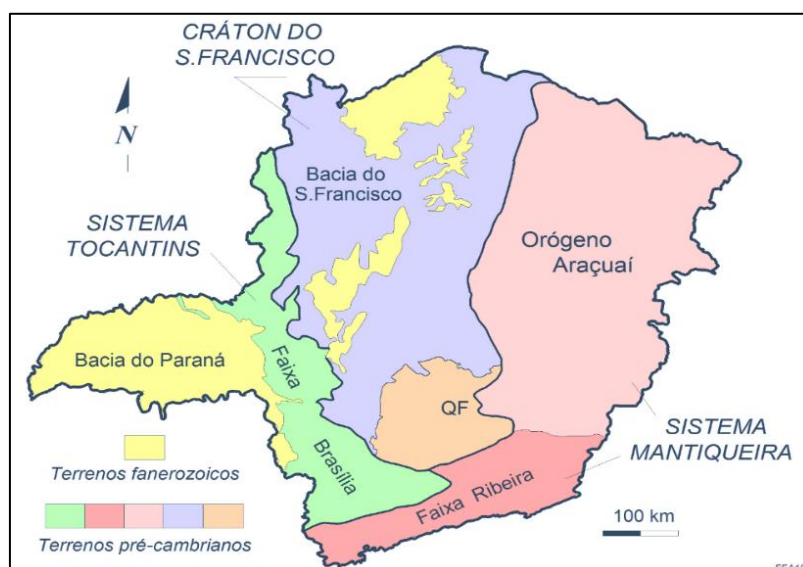 CRÁTON DO
S.FRANCISCO
N
Bacia do
S.Francisco
SISTEMA
TOCANTINS
Orógeno
Araçuaí
Bacia do Paraná
Faixa
Brasília
QF
SISTEMA
MANTIQUEIRA
Faixa Ribeira
Terrenos fanerozoicos
Terrenos pré-cambrianos
100 km